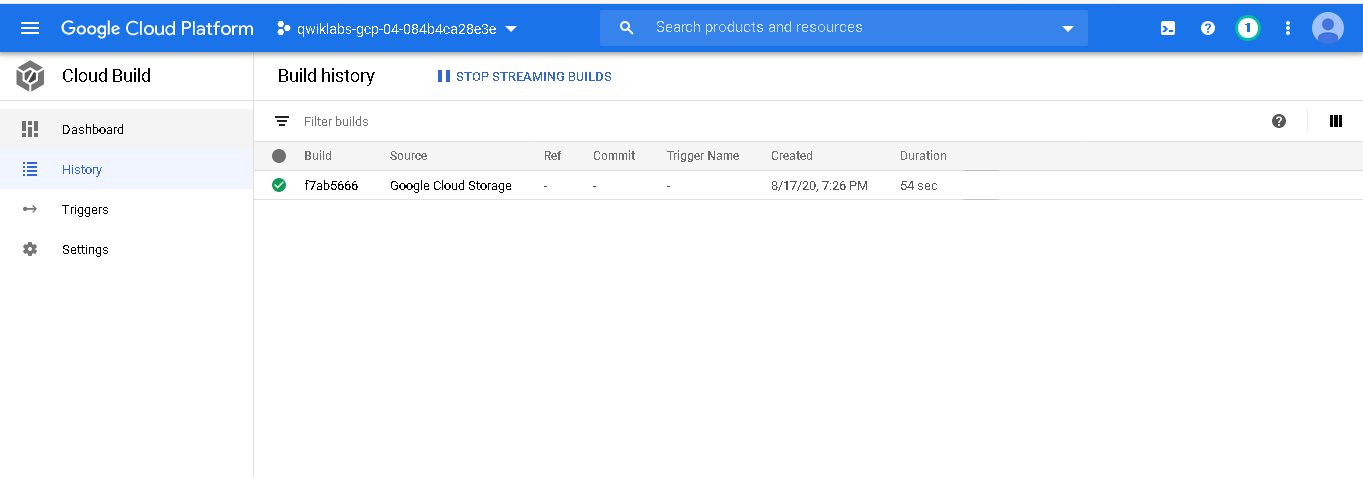 Google Cloud Platform qwiklabs-gcp-04-084b4ca28e3e Search products and resources 1
Cloud Build
Build history STOP STREAMING BUILDS
Dashboard
History
Triggers
Settings
Filter builds
Build Source Ref Commit Trigger Name Created Duration
f7ab5666 Google Cloud Storage - - - 8/17/20, 7:26 PM 54 sec